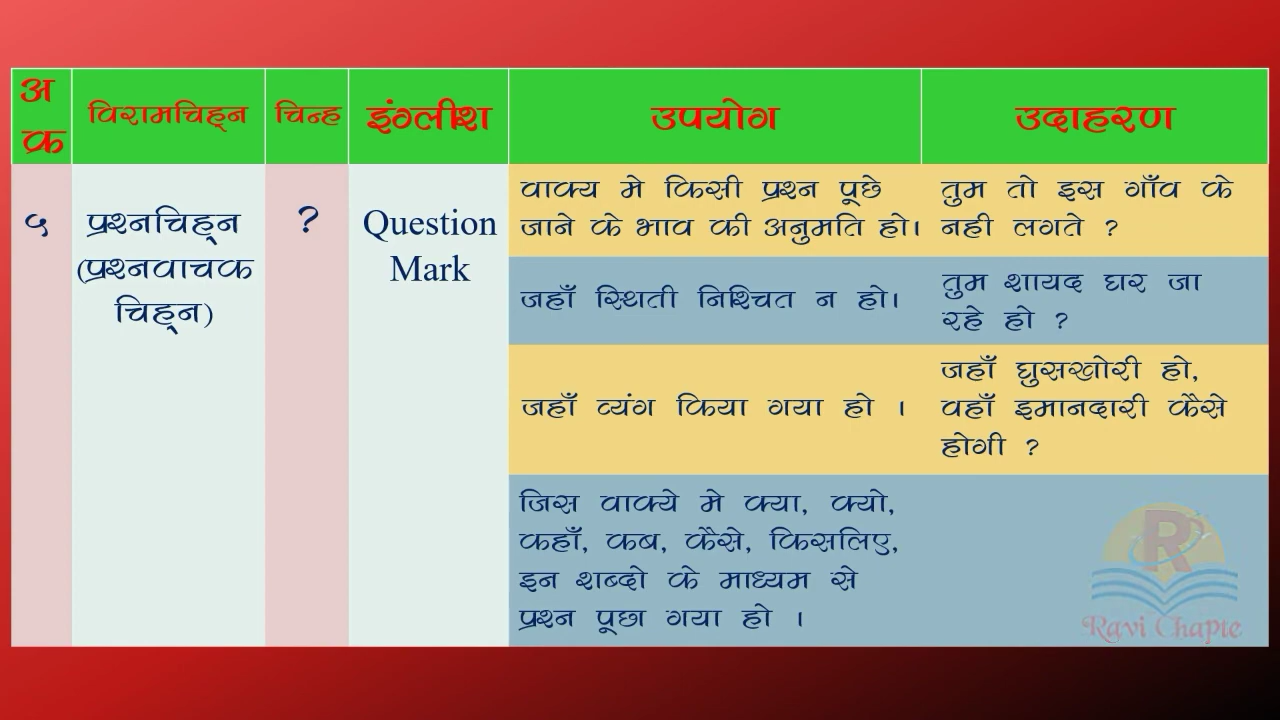 अ
क्र
विरामचिह्न
चिन्ह
इंग्लीश
उपयोग
उदाहरण
५
प्रश्नचिह्न
(प्रश्नवाचक
चिह्न)
?
Question
Mark
वाक्य मे किसी प्रश्न पूछे
जाने के भाव की अनुमति हो।
तुम तो इस गाँव के
नही लगते ?
जहाँ स्थिती निश्चित न हो।
तुम शायद घर जा
रहे हो ?
जहाँ व्यंग किया गया हो ।
जहाँ घुसखोरी हो,
वहाँ इमानदारी कैसे
होगी ?
जिस वाक्ये मे क्या, क्यो,
कहाँ, कब, कैसे, किसलिए,
इन शब्दो के माध्यम से
प्रश्न पूछा गया हो ।
R
Ravi Chapte